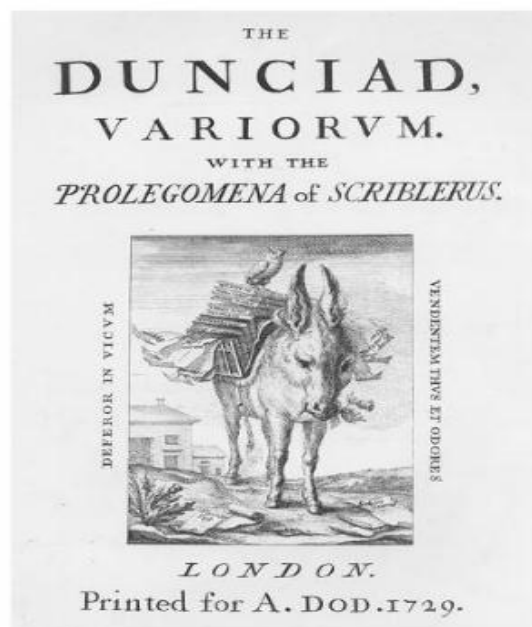 THE
DUNCIAD,
VARIORVM.
WITH THE
PROLEGOMENA of SCRIBLERUS.
DEFEROR IN VICVM
VENDENTEM THVS ET ODORES
LONDON.
Printed for A. DOD. 1729.